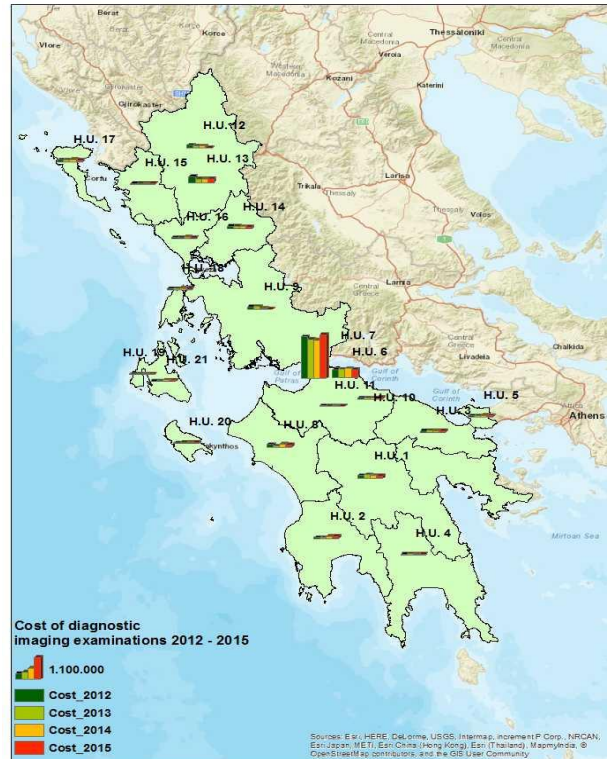 Berat
Korce
Vlore
Korce
Gjirokaster
Gjirokaster
Central Macedonia
Thessaloniki
Central Macedonia
Western Macedonia
Veroia
Kozani
Katerini
H.U. 17
H.U. 12
H.U. 15
H.U. 13
Corfu
Larisa
Trikala
Thessaly
Thessaly
Volos
H.U. 16
H.U. 14
H.U. 9
Lamia
Central Greece
Central Greece
H.U. 7
H.U. 6
Livadeia
Chalkida
H.U. 19
H.U. 21
Gulf of Patras
Gulf of Corinth
Gulf of Corinth
H.U. 11
H.U. 10
H.U. 5
Athens
H.U. 3
H.U. 20
H.U. 8
H.U. 1
H.U. 2
H.U. 4
Mirtoan Sea
Cost of diagnostic
imaging examinations 2012 - 2015
1.100.000
Cost_2012
Cost_2013
Cost_2014
Cost_2015
Sources: Esri, HERE, DeLorme, USGS, Intermap, increment P Corp., NRCAN,
Esri Japan, METI, Esri China (Hong Kong), Esri (Thailand), MapmyIndia, ©
OpenStreetMap contributors, and the GIS User Community